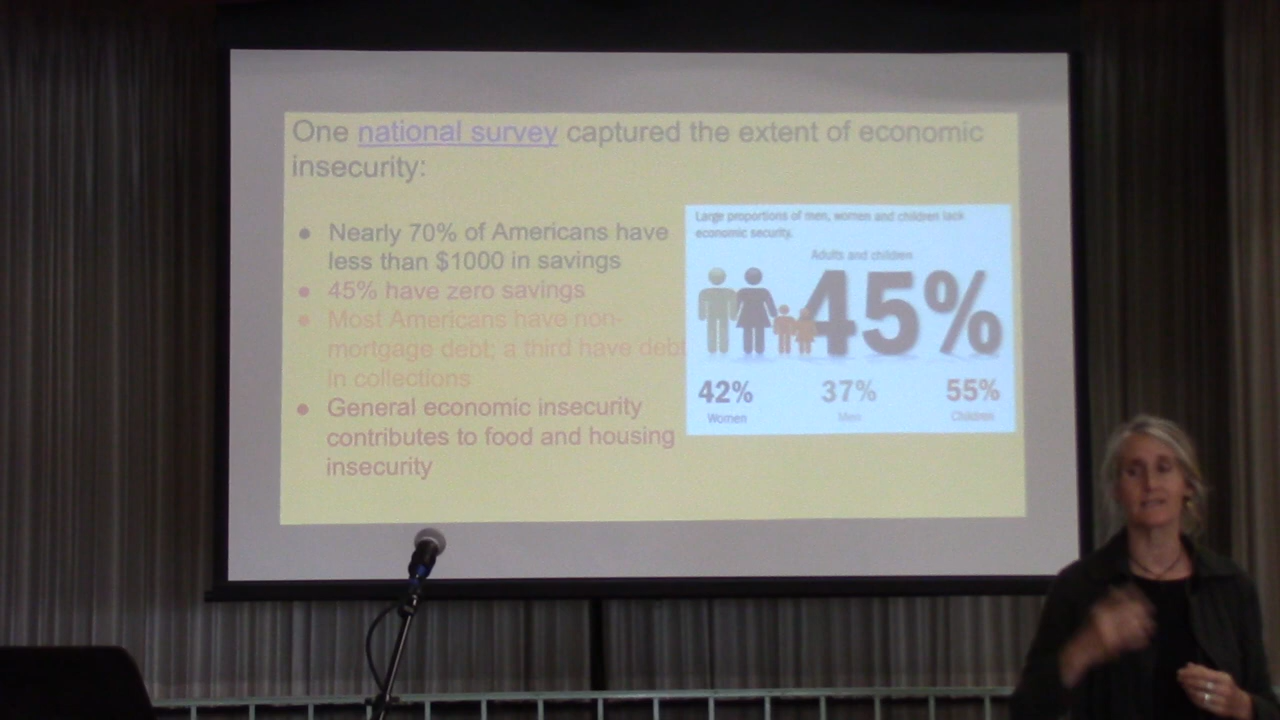 One national survey captured the extent of economic
insecurity:
● Nearly 70% of Americans have
less than $1000 in savings
● 45% have zero savings
● Most Americans have non-
mortgage debt; a third have debt
in collections
● General economic insecurity
contributes to food and housing
insecurity
Large proportions of men, women and children lack
economic security.
Adults and children
45%
42% 37% 55%
Women Men Children